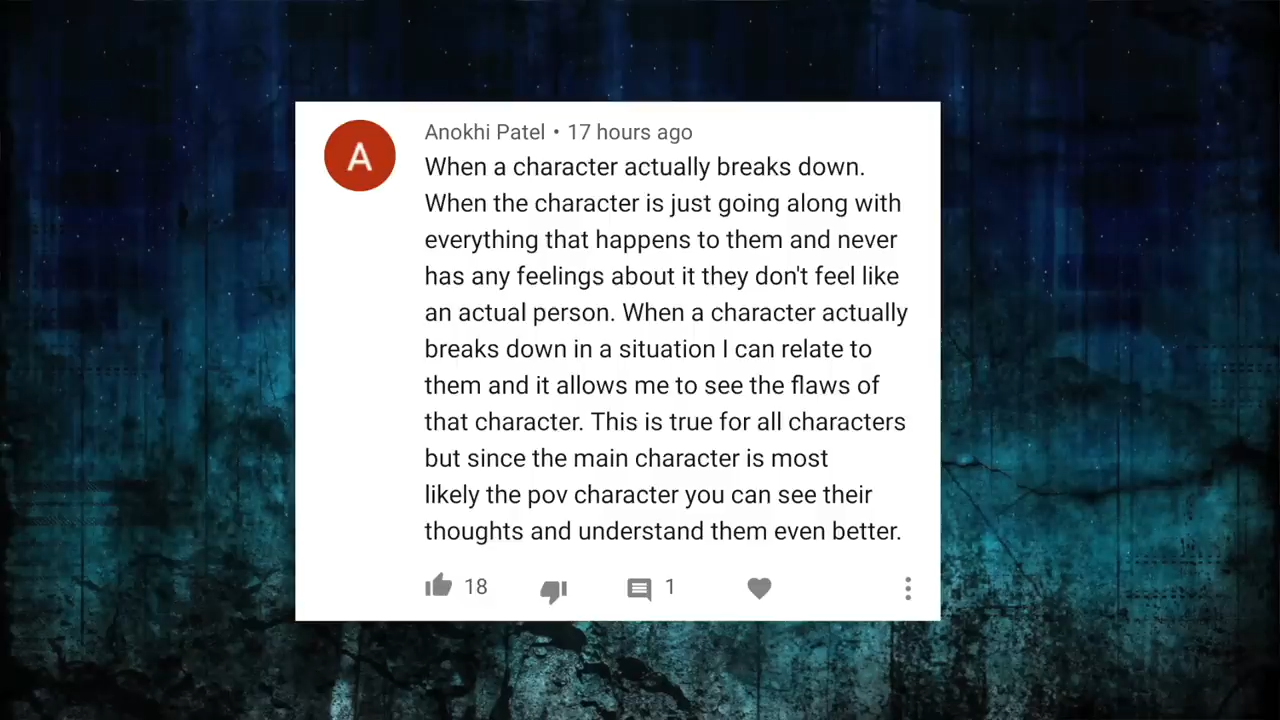 A
Anokhi Patel • 17 hours ago
When a character actually breaks down.
When the character is just going along with
everything that happens to them and never
has any feelings about it they don't feel like
an actual person. When a character actually
breaks down in a situation I can relate to
them and it allows me to see the flaws of
that character. This is true for all characters
but since the main character is most
likely the pov character you can see their
thoughts and understand them even better.
18 1